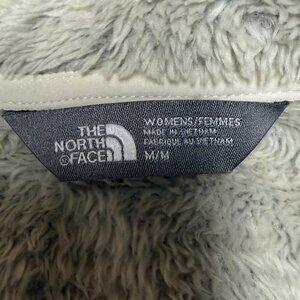 THE
NORTH
©FACE
WOMENS/FEMMES
MADE IN VIETNAM
FABRIQUE AU VIETNAM
M/M